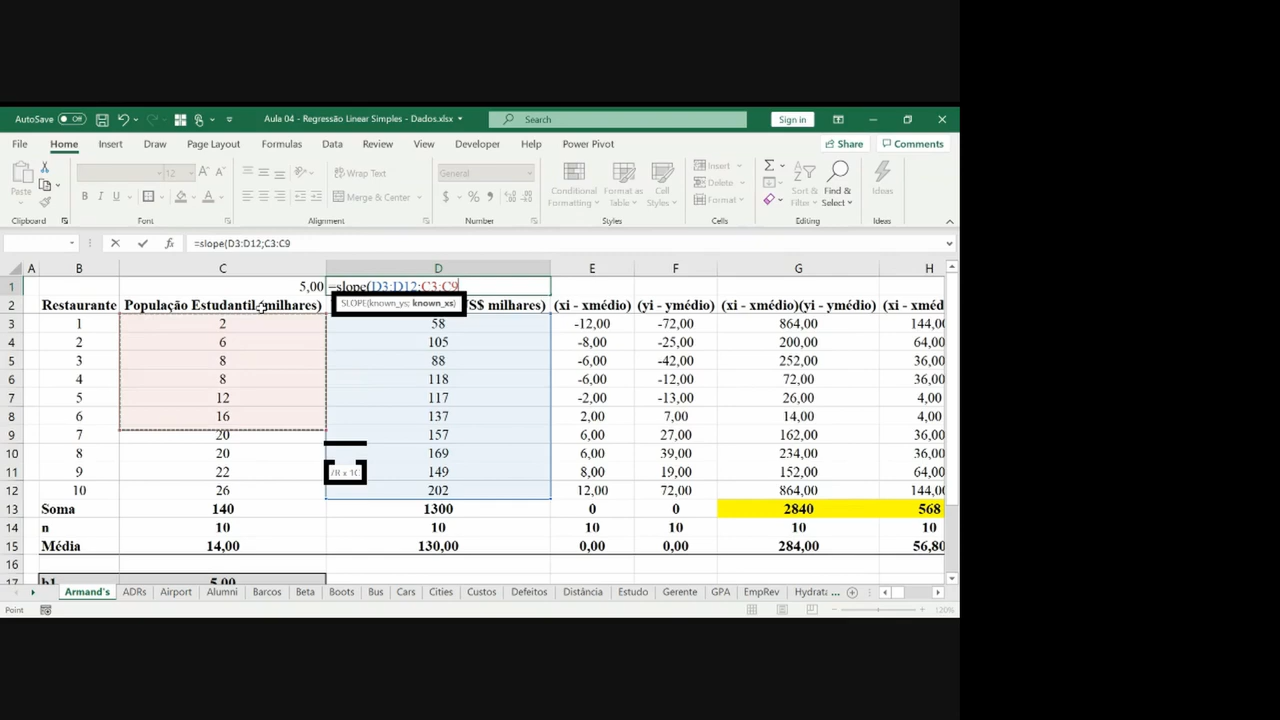 AutoSave Off Aula 04 - Regressão Linear Simples - Dados.xlsx Search Sign in
File Home Insert Draw Page Layout Formulas Data Review View Developer Help Power Pivot Share Comments
Paste 12 A A Wrap Text General Conditional Formatting Format as Table Cell Styles Insert Delete Format Sort & Filter Find & Select Ideas
B I U Merge & Center $ %
Clipboard Font Alignment Number Styles Cells Editing Ideas
fx =slope(D3:D12;C3:C9
A B C D E F G H
1 5,00 =slope(D3:D12;C3:C9
SLOPE(known_ys; known_xs)
2 Restaurante População Estudantil (milhares) S$ milhares) (xi - xmédio) (yi - ymédio) (xi - xmédio)(yi - ymédio) (xi - xméd
3 1 2 58 -12,00 -72,00 864,00 144,00
4 2 6 105 -8,00 -25,00 200,00 64,00
5 3 8 88 -6,00 -42,00 252,00 36,00
6 4 8 118 -6,00 -12,00 72,00 36,00
7 5 12 117 -2,00 -13,00 26,00 4,00
8 6 16 137 2,00 7,00 14,00 4,00
9 7 20 157 6,00 27,00 162,00 36,00
10 8 20 169 6,00 39,00 234,00 36,00
11 9 22 149 8,00 19,00 152,00 64,00
12 10 26 202 12,00 72,00 864,00 144,00
13 Soma 140 1300 0 0 2840 568
14 n 10 10 10 10 10 10
15 Média 14,00 130,00 0,00 0,00 284,00 56,80
16
17 b1 5,00
Armand's ADRs Airport Alumni Barcos Beta Boots Bus Cars Cities Custos Defeitos Distância Estudo Gerente GPA EmpRev Hydrata ...
Point 120%